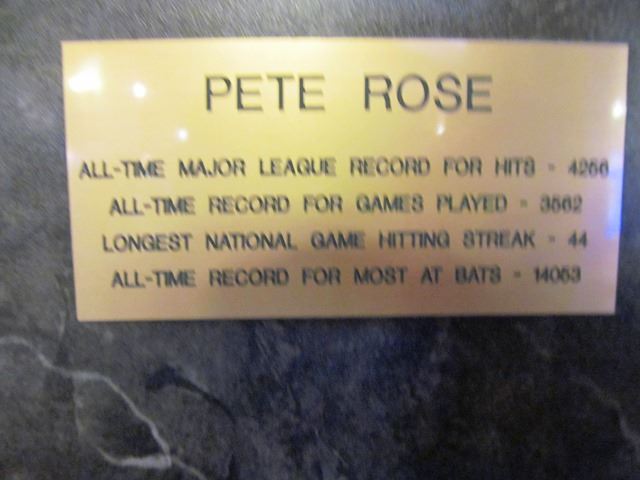 PETE ROSE
ALL-TIME MAJOR LEAGUE RECORD FOR HITS - 4256
ALL-TIME RECORD FOR GAMES PLAYED - 3562
LONGEST NATIONAL GAME HITTING STREAK - 44
ALL-TIME RECORD FOR MOST AT BATS - 14053